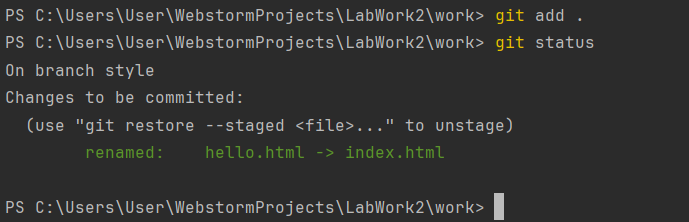 PS C:\Users\User\WebstormProjects\LabWork2\work> git add .
PS C:\Users\User\WebstormProjects\LabWork2\work> git status
On branch style
Changes to be committed:
  (use "git restore --staged <file>..." to unstage)
        renamed:    hello.html -> index.html

PS C:\Users\User\WebstormProjects\LabWork2\work>